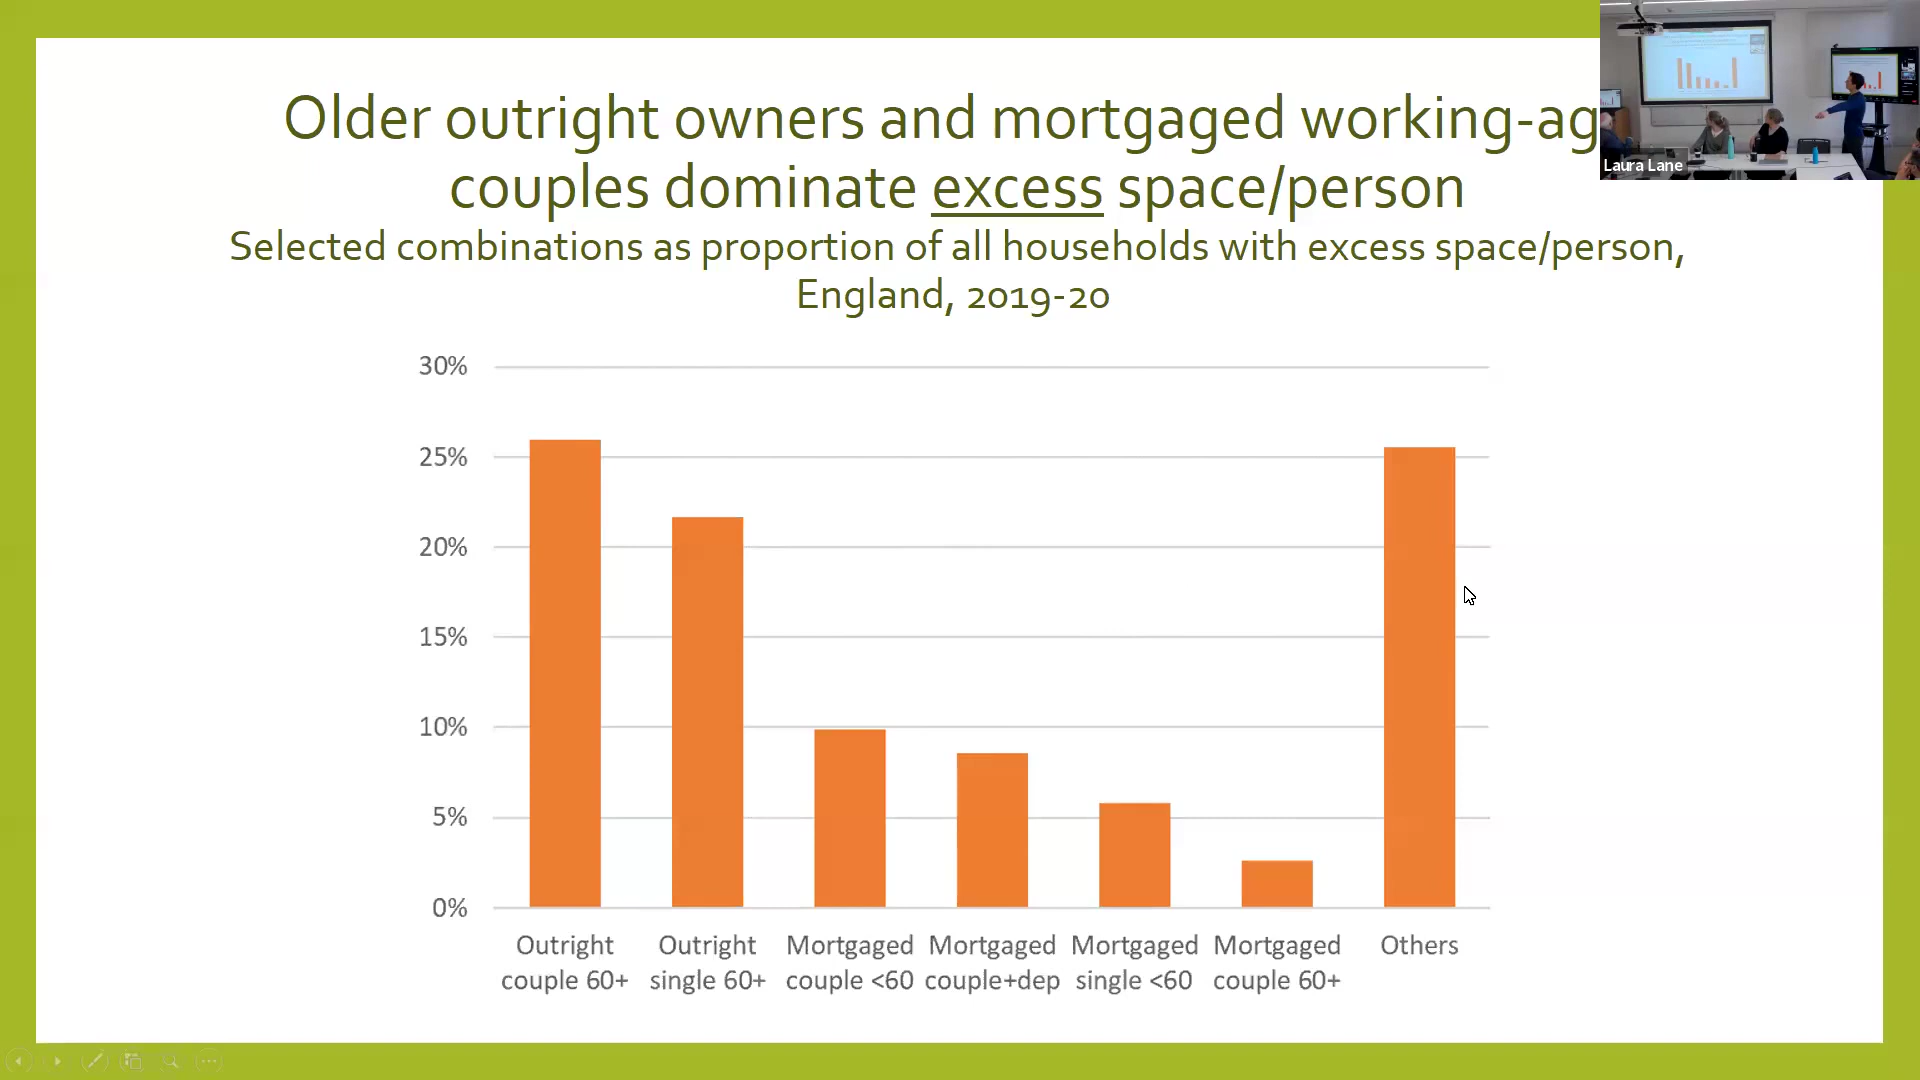 Older outright owners and mortgaged working-ag
couples dominate excess space/person
Selected combinations as proportion of all households with excess space/person,
England, 2019-20
Laura Lane
30%
25%
20%
15%
10%
5%
0%
Outright couple 60+
Outright single 60+
Mortgaged couple <60
Mortgaged couple+dep
Mortgaged single <60
Mortgaged couple 60+
Others